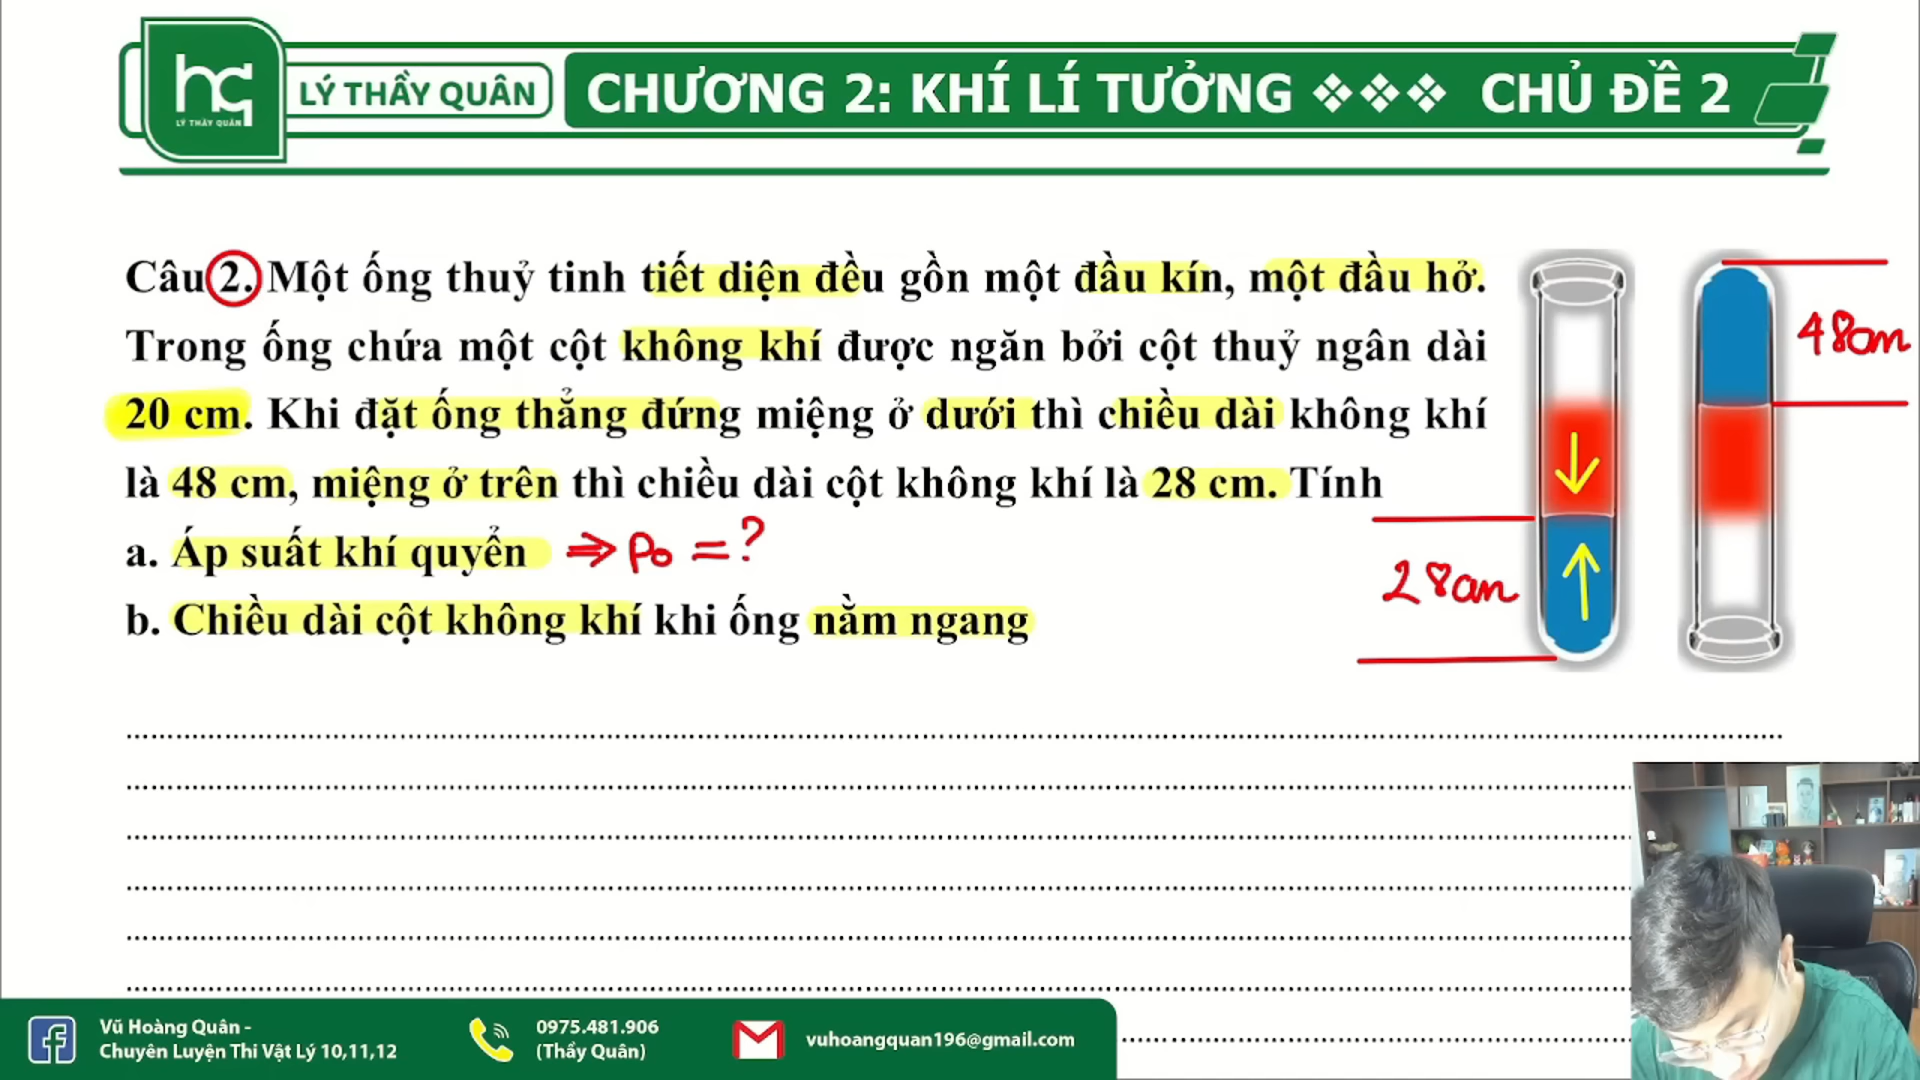 hq
LÝ THẦY QUÂN
LÝ THẦY QUÂN
CHƯƠNG 2: KHÍ LÍ TƯỞNG ❖❖❖ CHỦ ĐỀ 2
Câu 2. Một ống thuỷ tinh tiết diện đều gồn một đầu kín, một đầu hở.
Trong ống chứa một cột không khí được ngăn bởi cột thuỷ ngân dài
20 cm. Khi đặt ống thẳng đứng miệng ở dưới thì chiều dài không khí
là 48 cm, miệng ở trên thì chiều dài cột không khí là 28 cm. Tính
a. Áp suất khí quyển ⇒ p₀ = ?
b. Chiều dài cột không khí khi ống nằm ngang
48cm
28cm
Vũ Hoàng Quân -
Chuyên Luyện Thi Vật Lý 10,11,12
0975.481.906
(Thầy Quân)
vuhoangquan196@gmail.com